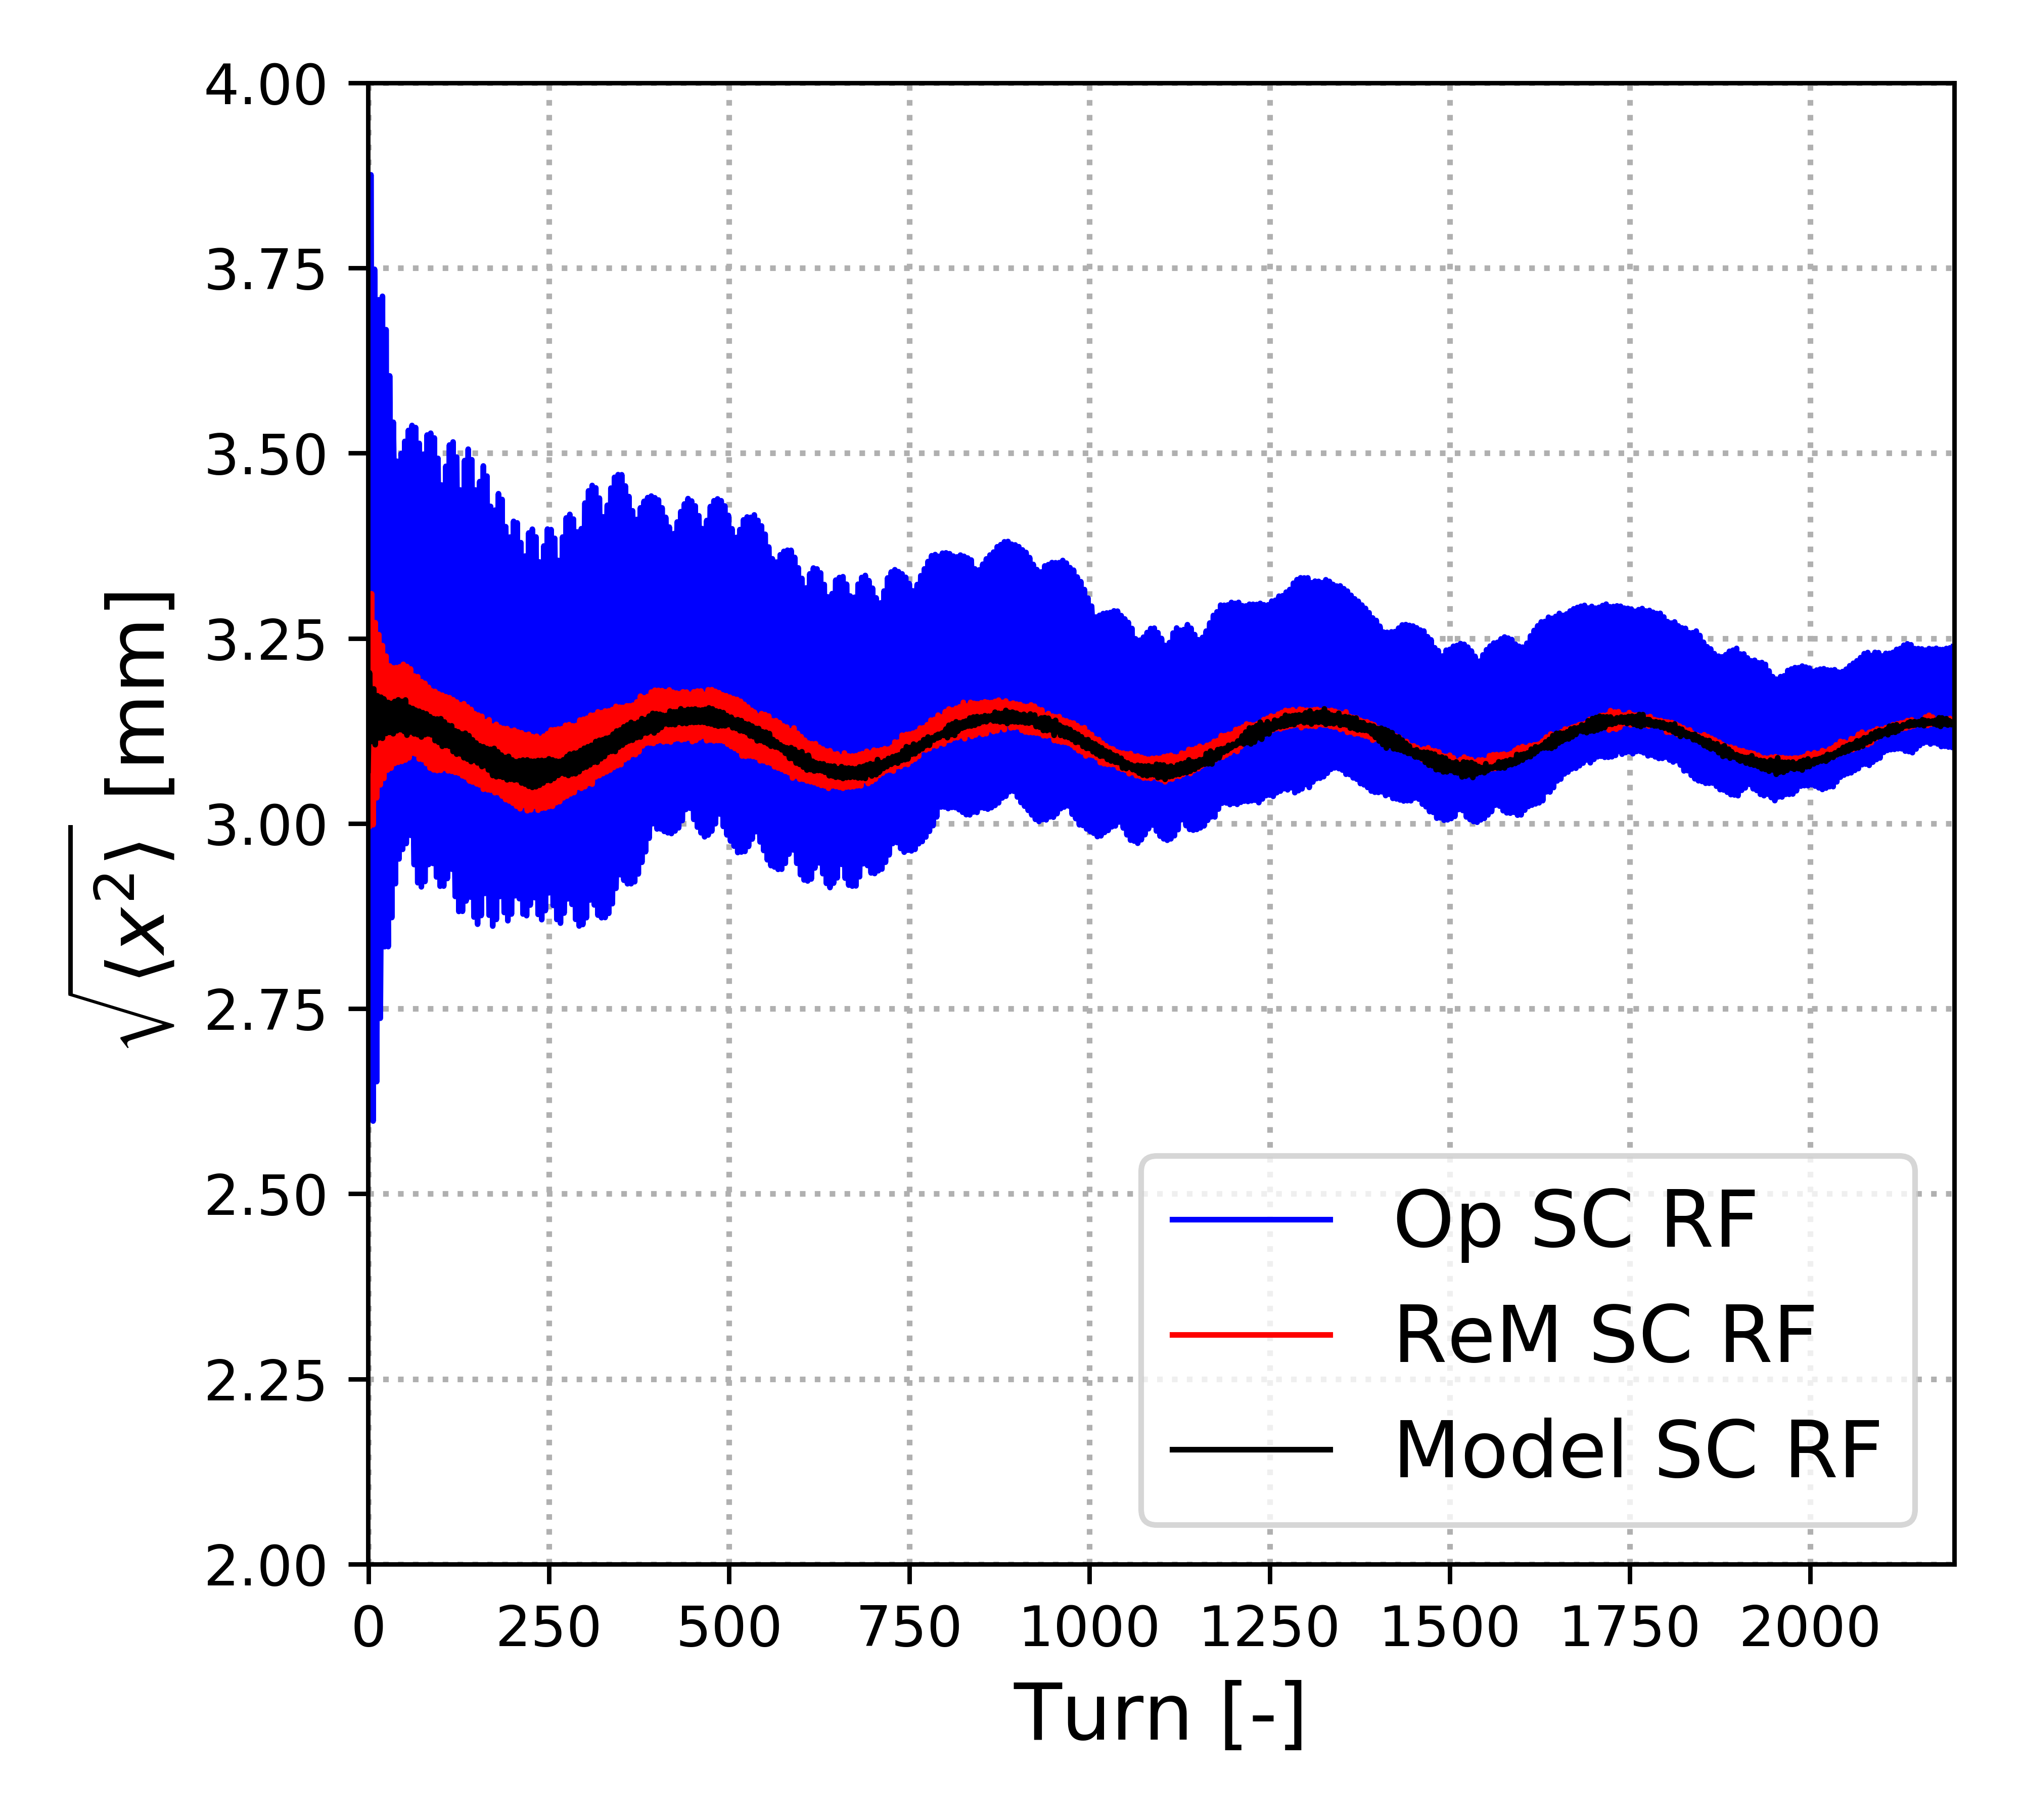 4.00
3.75
3.50
3.25
3.00
2.75
2.50
2.25
2.00
√⟨x²⟩ [mm]
0 250 500 750 1000 1250 1500 1750 2000
Turn [-]
Op SC RF
ReM SC RF
Model SC RF